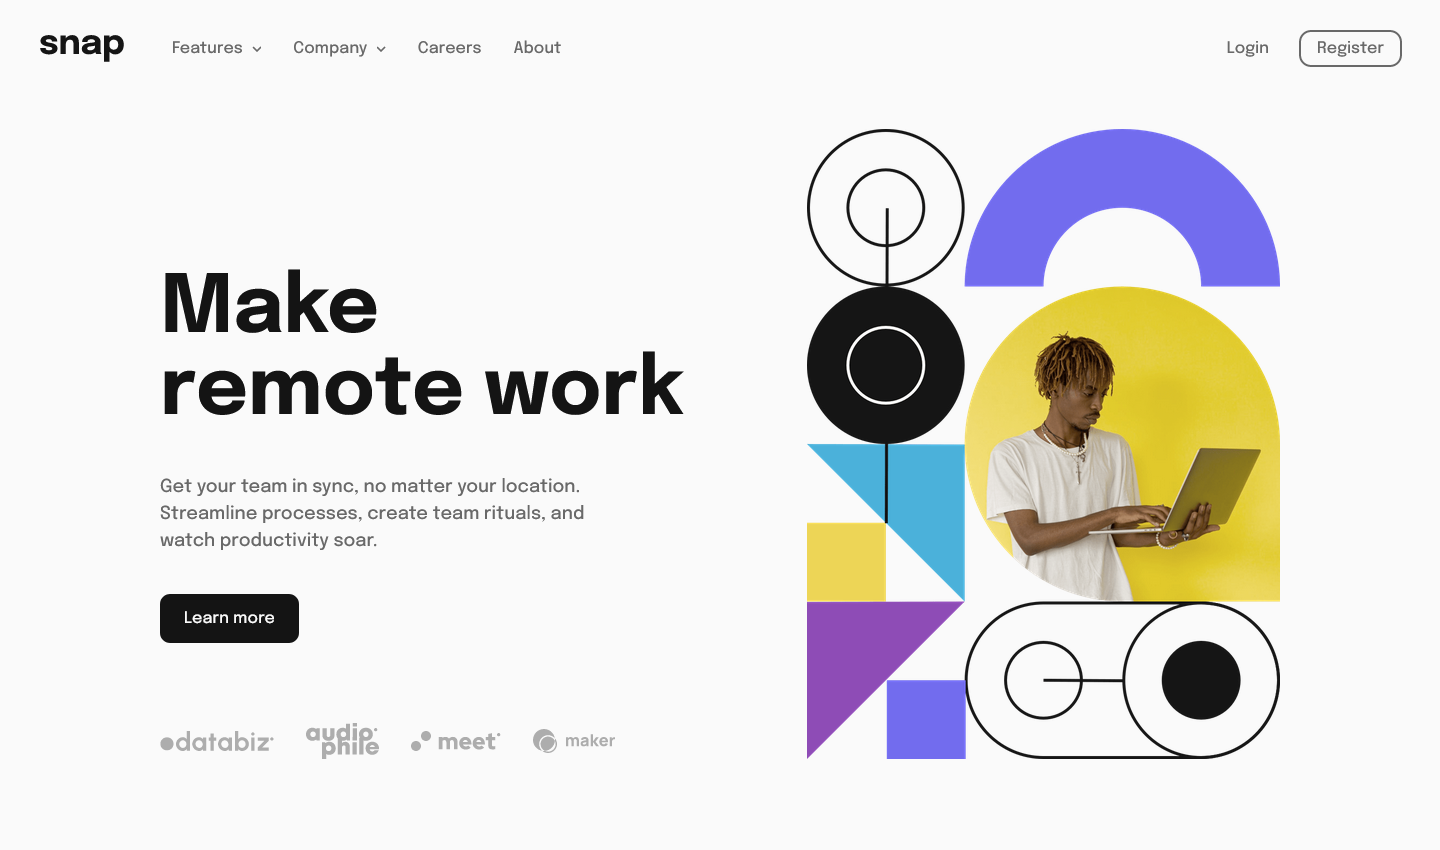 snap
Features
Company
Careers
About
Login
Register
Make
remote work
Get your team in sync, no matter your location.
Streamline processes, create team rituals, and
watch productivity soar.
Learn more
databiz
audio
phile
meet
maker